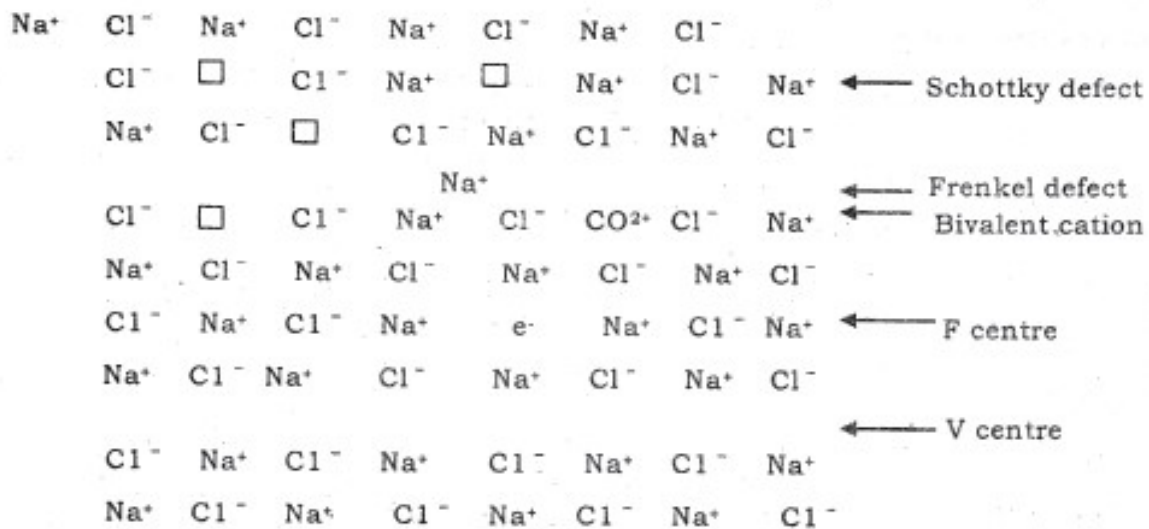 Na⁺ Cl⁻ Na⁺ Cl⁻ Na⁺ Cl⁻ Na⁺ Cl⁻
Cl⁻ □ Cl⁻ Na⁺ □ Na⁺ Cl⁻ Na⁺ Schottky defect
Na⁺ Cl⁻ □ Cl⁻ Na⁺ Cl⁻ Na⁺ Cl⁻
Na⁺ Frenkel defect
Cl⁻ □ Cl⁻ Na⁺ Cl⁻ CO²⁺ Cl⁻ Na⁺ Bivalent cation
Na⁺ Cl⁻ Na⁺ Cl⁻ Na⁺ Cl⁻ Na⁺ Cl⁻
Cl⁻ Na⁺ Cl⁻ Na⁺ e- Na⁺ Cl⁻ Na⁺ F centre
Na⁺ Cl⁻ Na⁺ Cl⁻ Na⁺ Cl⁻ Na⁺ Cl⁻
V centre
Cl⁻ Na⁺ Cl⁻ Na⁺ Cl⁻ Na⁺ Cl⁻ Na⁺
Na⁺ Cl⁻ Na⁺ Cl⁻ Na⁺ Cl⁻ Na⁺ Cl⁻